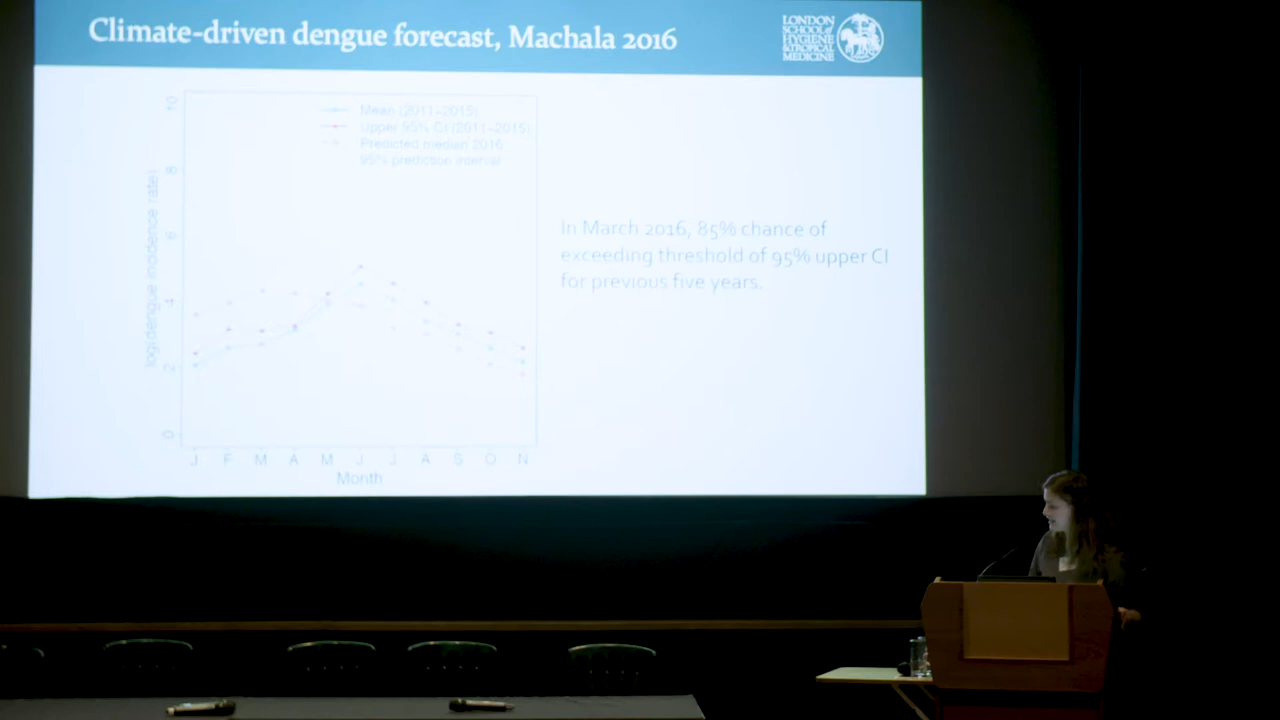 Climate-driven dengue forecast, Machala 2016
LONDON
SCHOOL of
HYGIENE
& TROPICAL
MEDICINE
Mean (2011–2015)
Upper 95% CI (2011–2015)
Predicted median 2016
95% prediction interval
log(dengue incidence rate)
10
8
6
4
2
0
J F M A M J J A S O N
Month
In March 2016, 85% chance of
exceeding threshold of 95% upper CI
for previous five years.